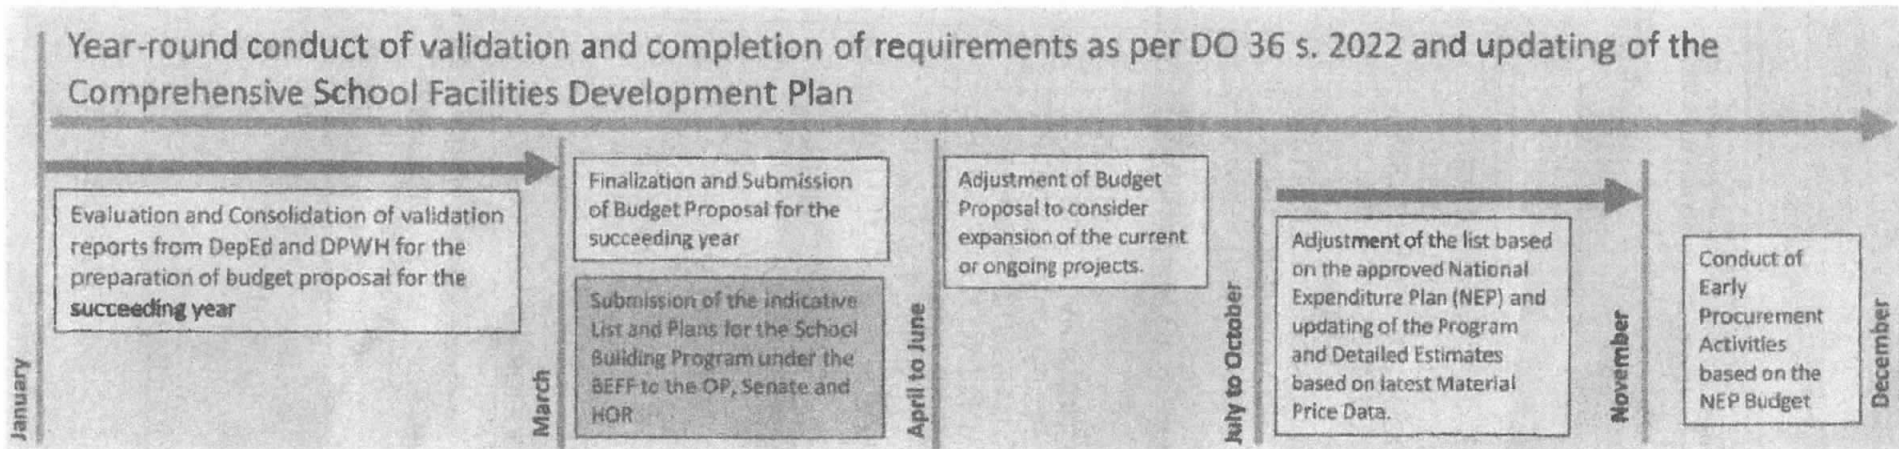 Year-round conduct of validation and completion of requirements as per DO 36 s. 2022 and updating of the
Comprehensive School Facilities Development Plan
January
Evaluation and Consolidation of validation
reports from DepEd and DPWH for the
preparation of budget proposal for the
succeeding year
March
Finalization and Submission
of Budget Proposal for the
succeeding year
Submission of the indicative
List and Plans for the School
Building Program under the
BEFF to the OP, Senate and
HOR
April to June
Adjustment of Budget
Proposal to consider
expansion of the current
or ongoing projects.
July to October
Adjustment of the list based
on the approved National
Expenditure Plan (NEP) and
updating of the Program
and Detailed Estimates
based on latest Material
Price Data.
November
Conduct of
Early
Procurement
Activities
based on the
NEP Budget
December